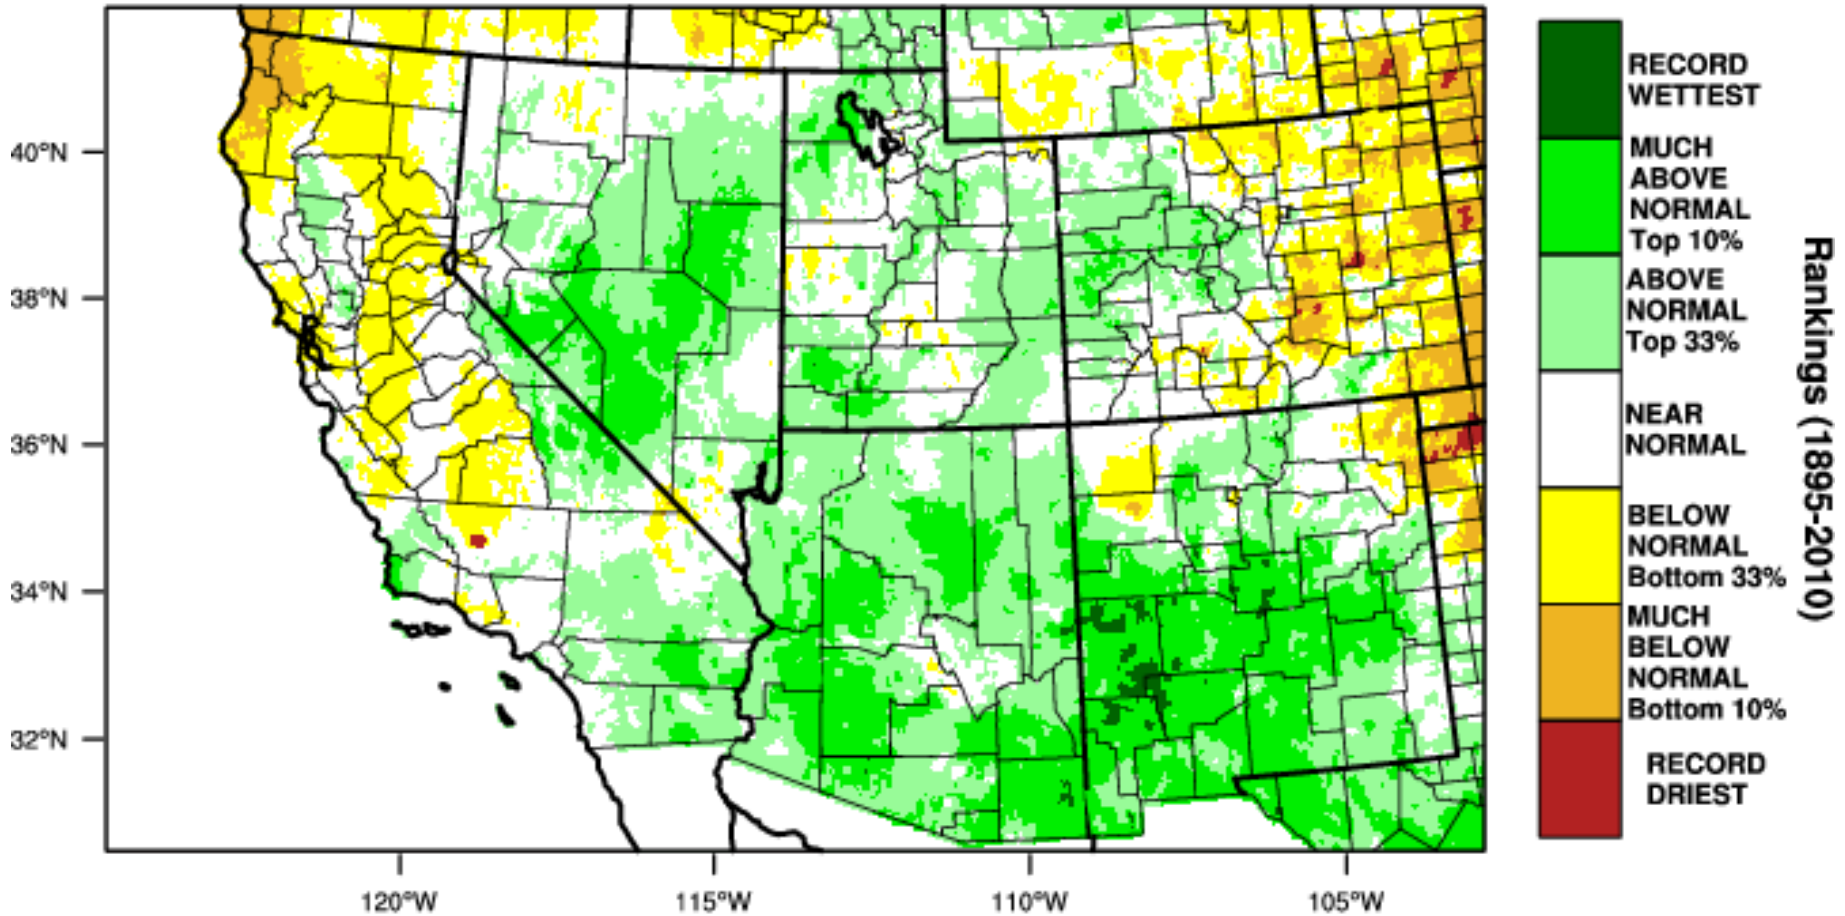 RECORD
WETTEST
MUCH
ABOVE
NORMAL
Top 10%
ABOVE
NORMAL
Top 33%
NEAR
NORMAL
BELOW
NORMAL
Bottom 33%
MUCH
BELOW
NORMAL
Bottom 10%
RECORD
DRIEST
Rankings (1895-2010)
40°N
38°N
36°N
34°N
32°N
120°W
115°W
110°W
105°W